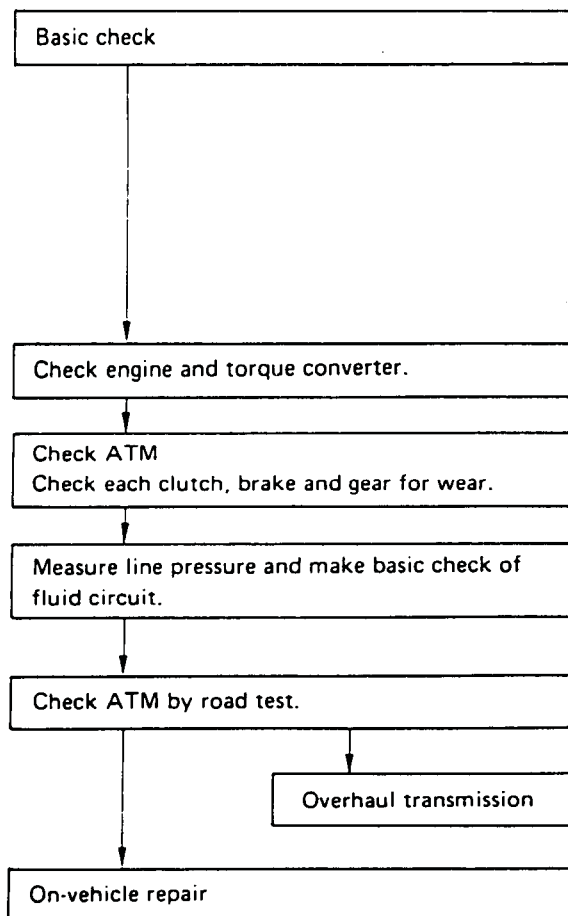 Basic check
Check engine and torque converter.
Check ATM
Check each clutch, brake and gear for wear.
Measure line pressure and make basic check of
fluid circuit.
Check ATM by road test.
Overhaul transmission
On-vehicle repair